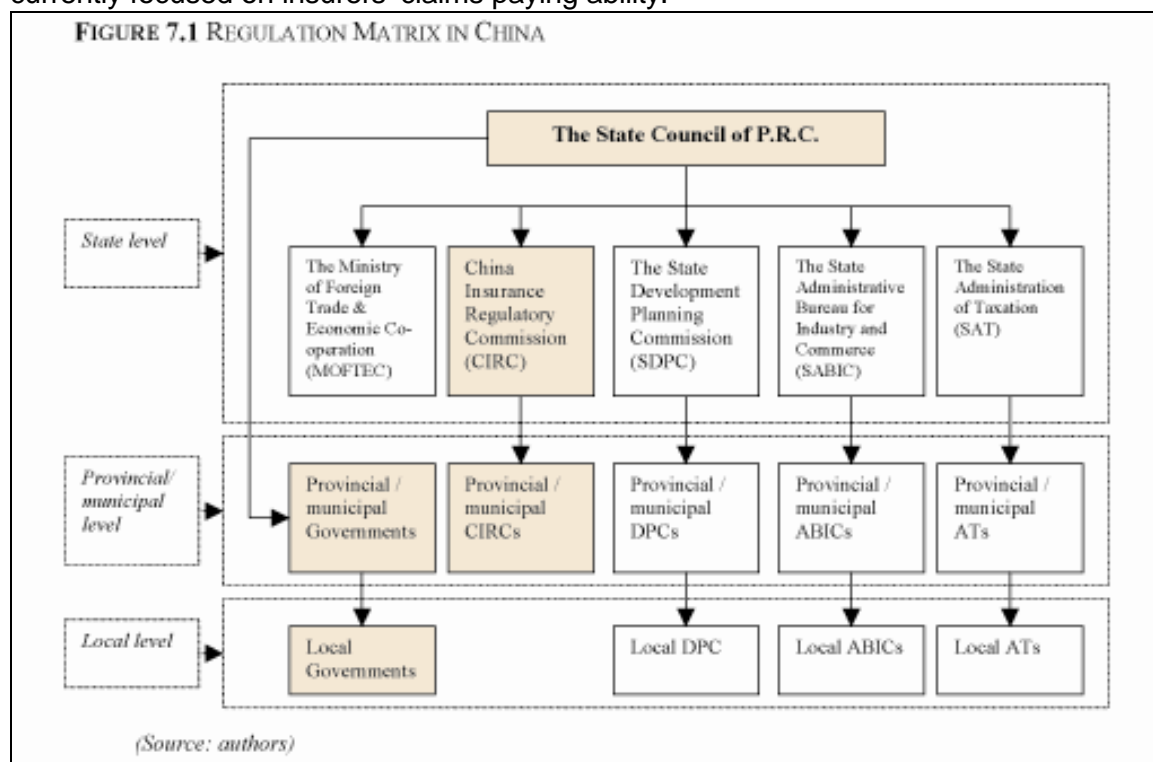 currently focused on insurers' claims paying ability.
FIGURE 7.1 REGULATION MATRIX IN CHINA
The State Council of P.R.C.
State level
The Ministry
of Foreign
Trade &
Economic Co-
operation
(MOFTEC)
China
Insurance
Regulatory
Commission
(CIRC)
The State
Development
Planning
Commission
(SDPC)
The State
Administrative
Bureau for
Industry and
Commerce
(SABIC)
The State
Administration
of Taxation
(SAT)
Provincial/
municipal
level
Provincial /
municipal
Governments
Provincial /
municipal
CIRCs
Provincial /
municipal
DPCs
Provincial /
municipal
ABICs
Provincial /
municipal
ATs
Local level
Local
Governments
Local DPC
Local ABICs
Local ATs
(Source: authors)